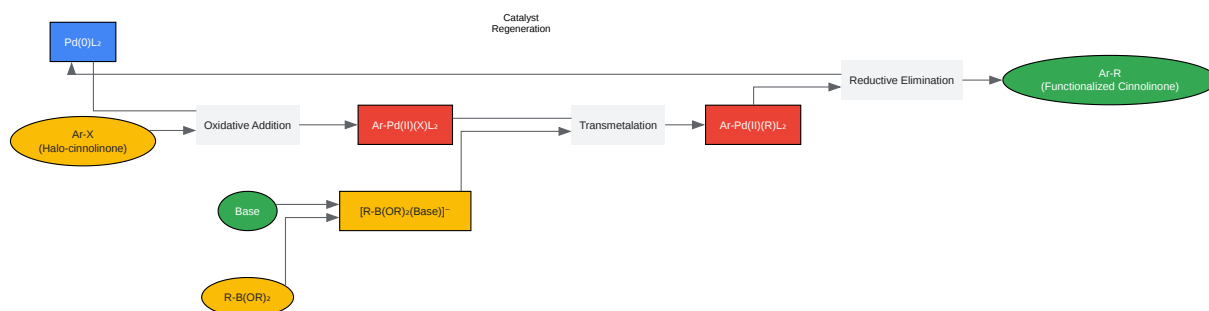 Catalyst
Regeneration
Pd(0)L₂
Ar-X
(Halo-cinnolinone)
Oxidative Addition
Ar-Pd(II)(X)L₂
Transmetalation
Ar-Pd(II)(R)L₂
Reductive Elimination
Ar-R
(Functionalized Cinnolinone)
Base
[R-B(OR)₂(Base)]⁻
R-B(OR)₂